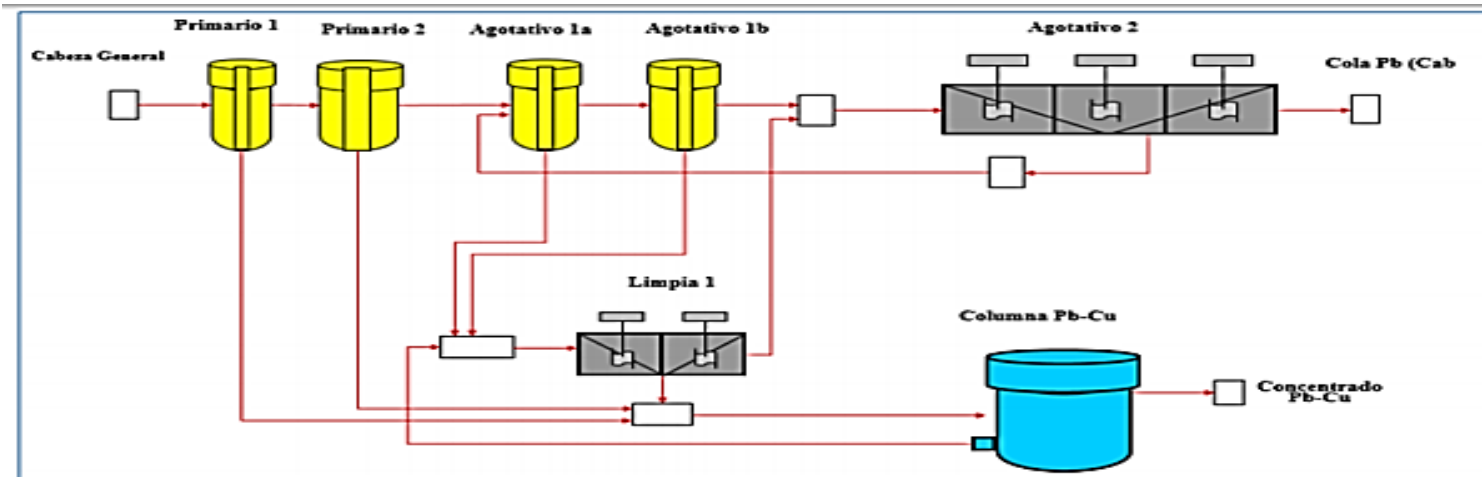 Primario 1
Primario 2
Agotativo 1a
Agotativo 1b
Agotativo 2
Cabeza General
Cola Pb (Cab
Limpia 1
Columna Pb-Cu
Concentrado
Pb-Cu